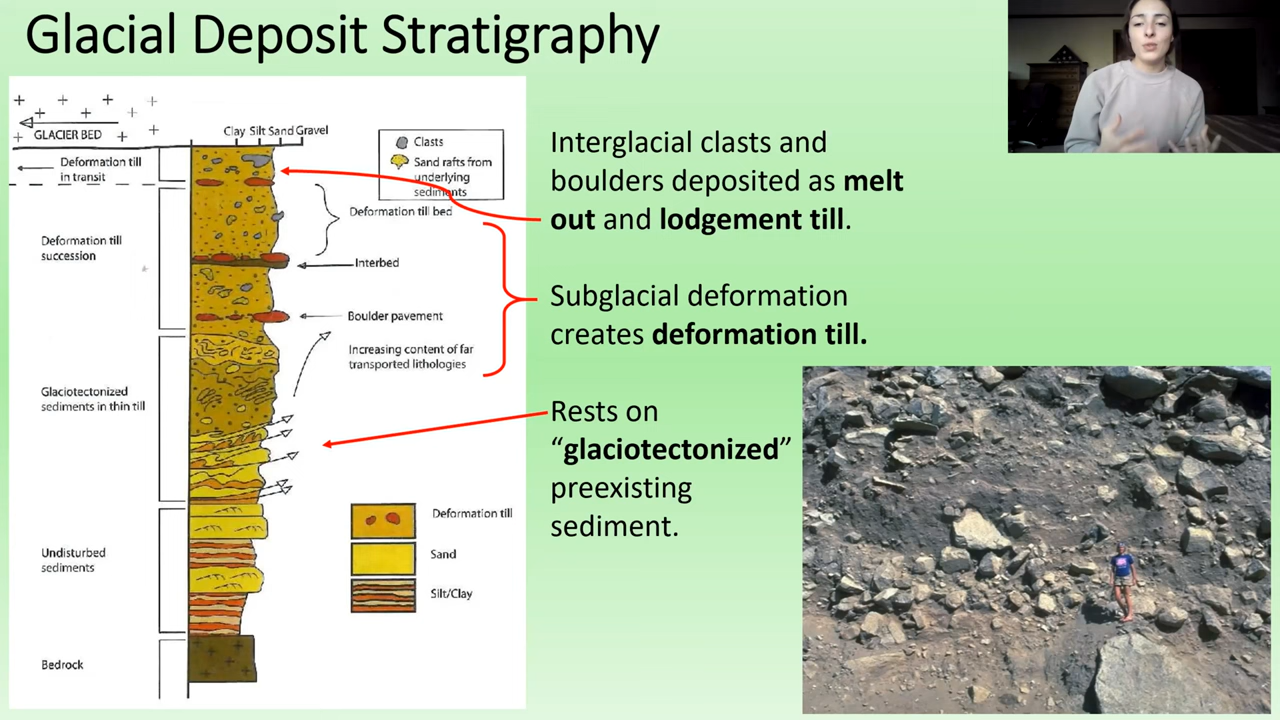 Glacial Deposit Stratigraphy
GLACIER BED
Clay Silt Sand Gravel
Clasts
Sand rafts from
underlying
sediments
Deformation till
in transit
Deformation till bed
Deformation till
succession
Interbed
Boulder pavement
Increasing content of far
transported lithologies
Glaciotectonized
sediments in thin till
Deformation till
Sand
Silt/Clay
Undisturbed
sediments
Bedrock
Interglacial clasts and
boulders deposited as melt
out and lodgement till.
Subglacial deformation
creates deformation till.
Rests on
“glaciotectonized”
preexisting
sediment.